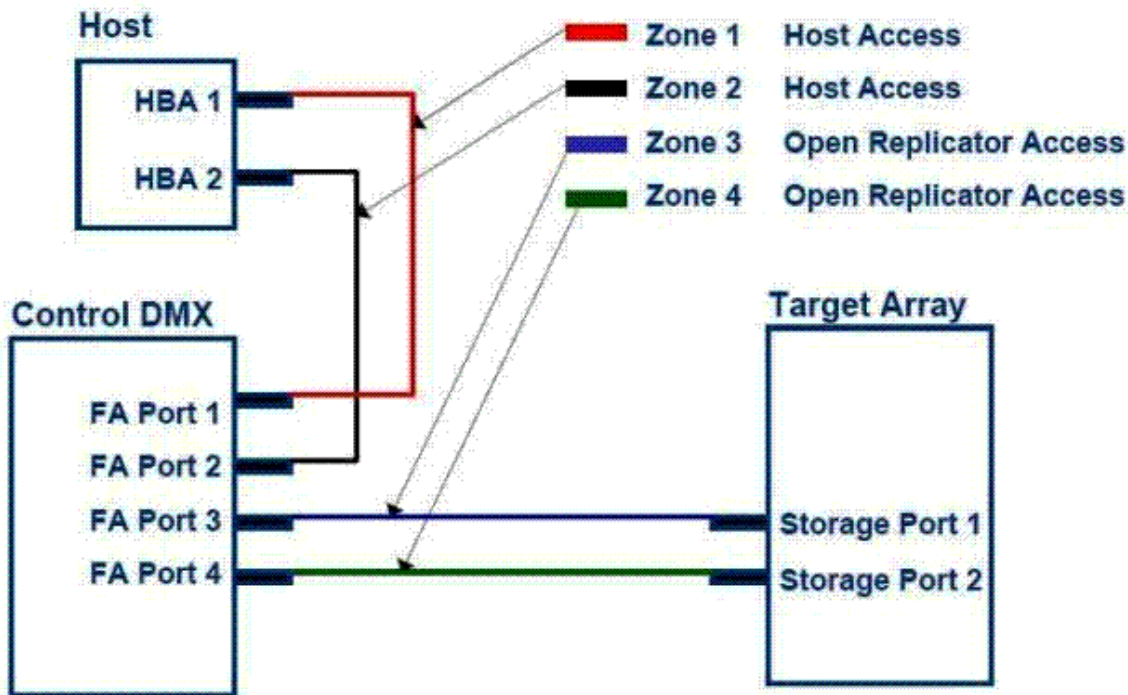 Host
HBA 1
HBA 2
Zone 1 Host Access
Zone 2 Host Access
Zone 3 Open Replicator Access
Zone 4 Open Replicator Access
Control DMX
FA Port 1
FA Port 2
FA Port 3
FA Port 4
Target Array
Storage Port 1
Storage Port 2